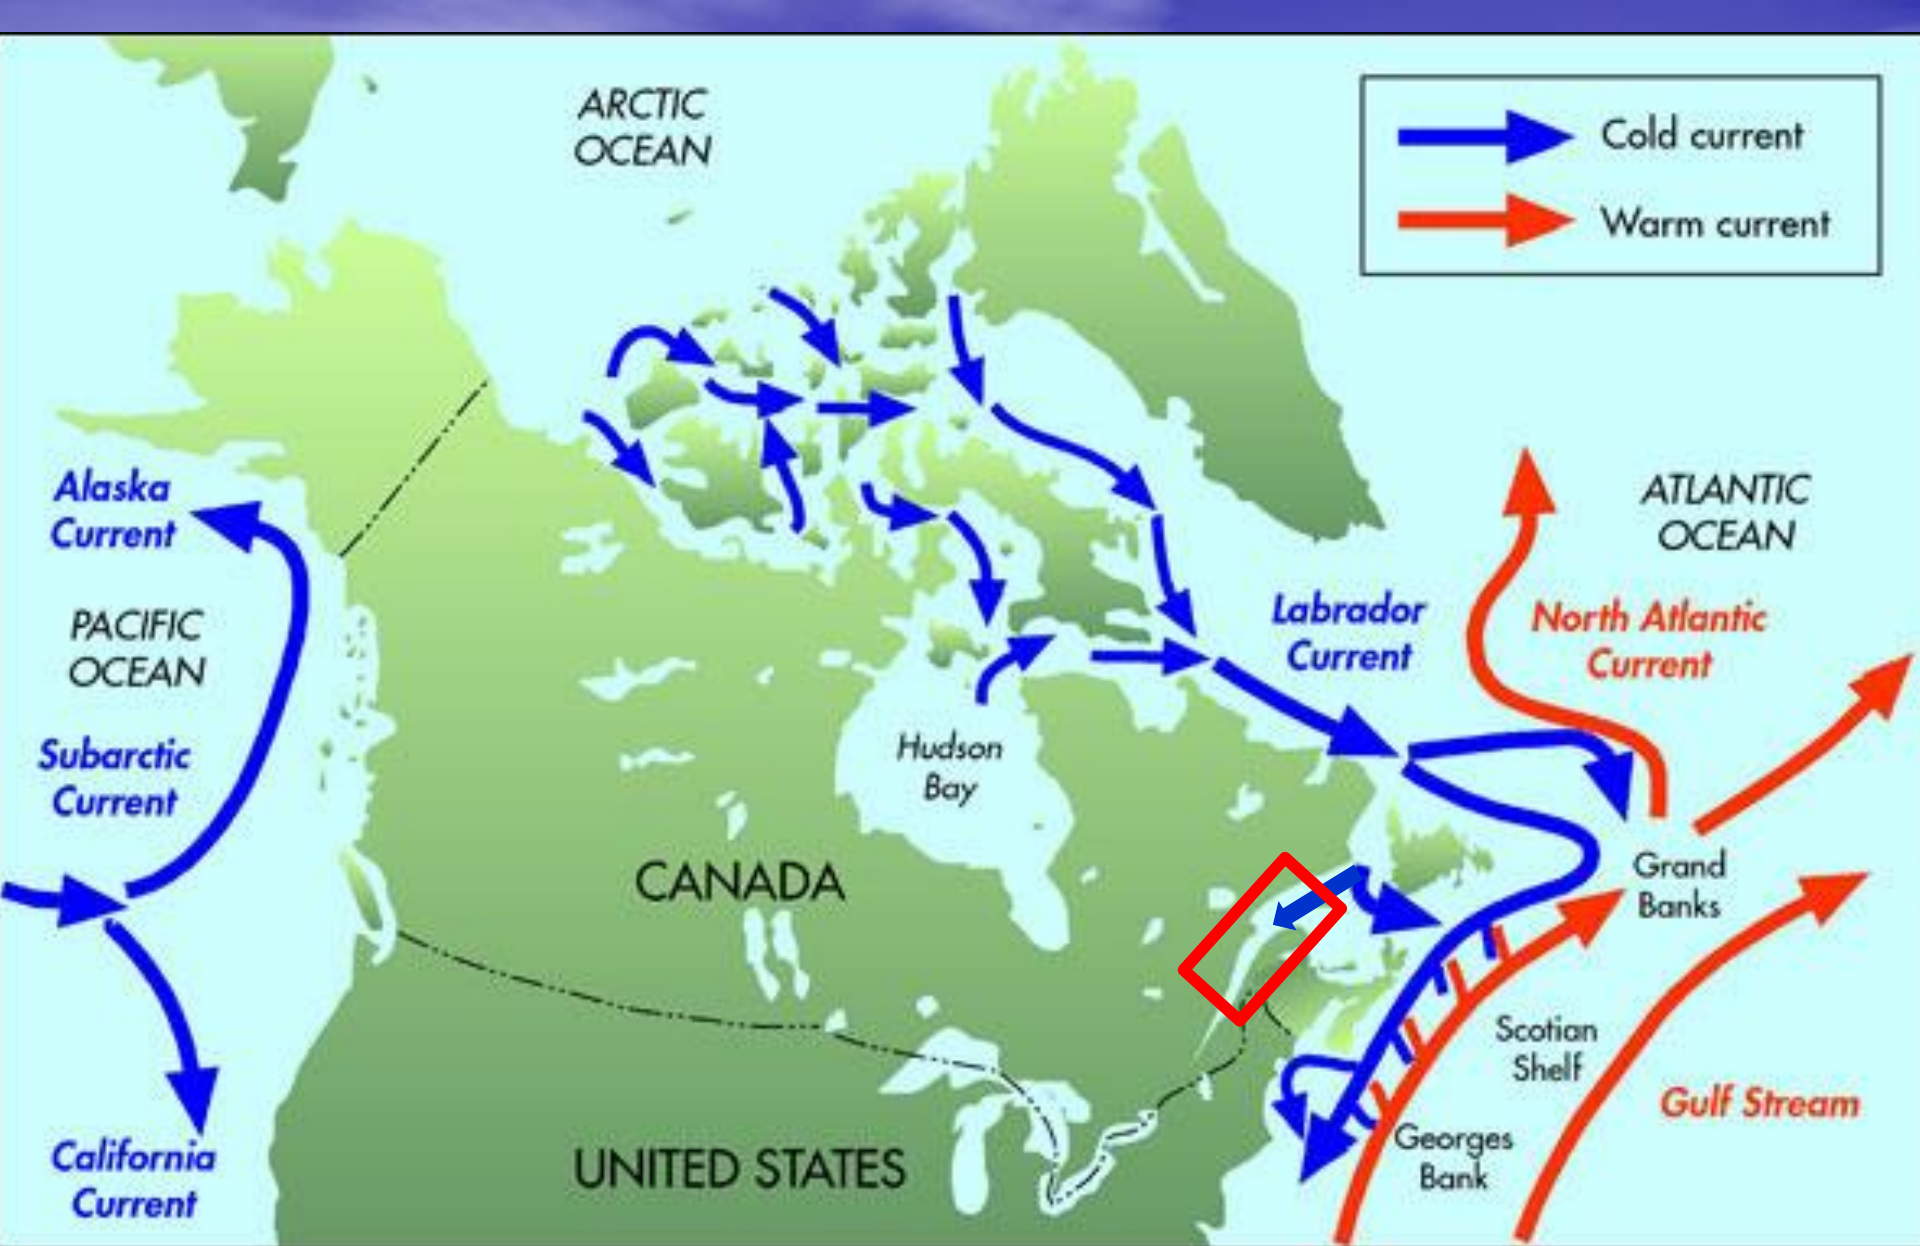 ARCTIC
OCEAN
Cold current
Warm current
Alaska
Current
PACIFIC
OCEAN
Subarctic
Current
California
Current
CANADA
UNITED STATES
Hudson
Bay
Labrador
Current
ATLANTIC
OCEAN
North Atlantic
Current
Grand
Banks
Scotian
Shelf
Gulf Stream
Georges
Bank